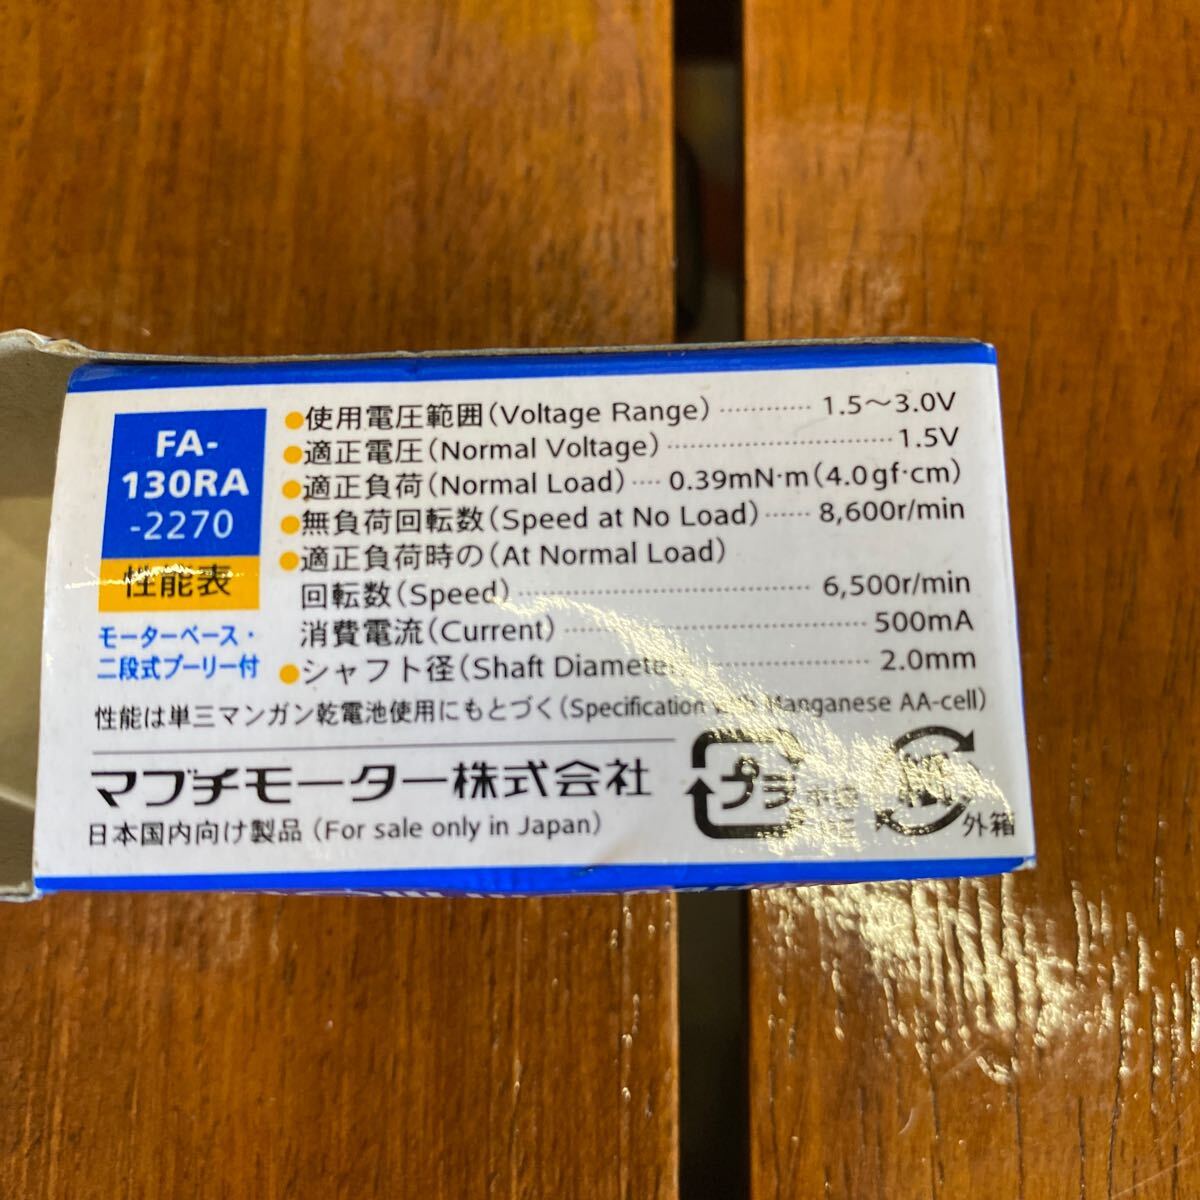 FA-
130RA
-2270
性能表
モーターベース・
二段式プーリー付
●使用電圧範囲(Voltage Range) ………… 1.5～3.0V
●適正電圧(Normal Voltage) ………… 1.5V
●適正負荷(Normal Load) …… 0.39mN·m(4.0gf·cm)
●無負荷回転数(Speed at No Load) …… 8,600r/min
●適正負荷時の(At Normal Load)
回転数(Speed) ………… 6,500r/min
消費電流(Current) ………… 500mA
●シャフト径(Shaft Diameter) ………… 2.0mm
性能は単三マンガン乾電池使用にもとづく(Specification with Manganese AA-cell)
マブチモーター株式会社
日本国内向け製品 (For sale only in Japan)
プラ
外箱